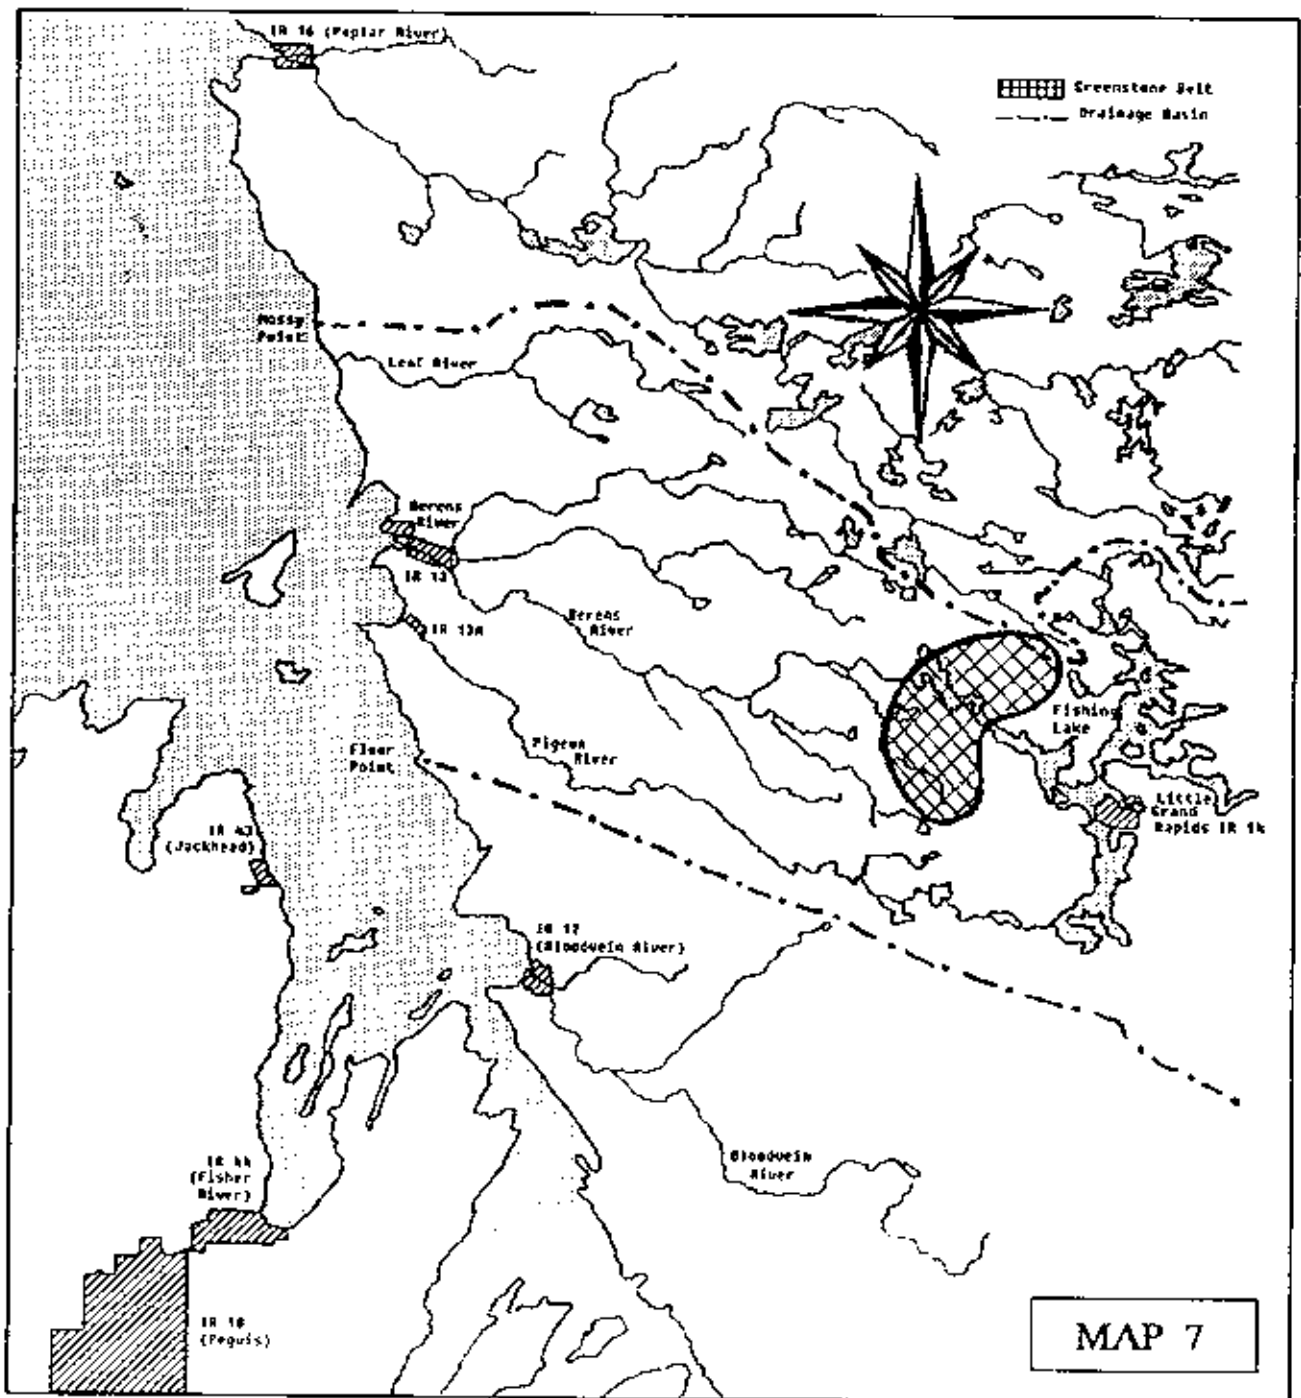 IR 16 (Poplar River)
Greenstone Belt
Drainage Basin
Mossy
Point
Leaf River
Berens
River
IR 13
IR 13A
Berens
River
Fishing
Lake
Pigeon
River
Flour
Point
Little
Grand
Rapids IR 14
IR 43
(Jackhead)
IR 17
(Bloodvein River)
Bloodvein
River
IR 44
(Fisher
River)
IR 1B
(Peguis)
MAP 7